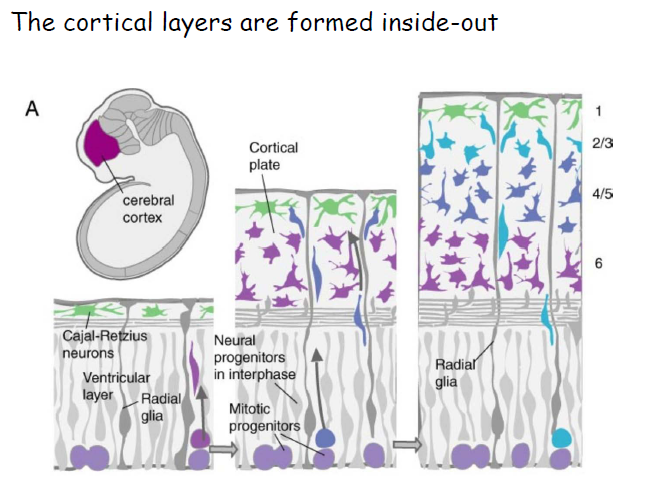 The cortical layers are formed inside-out
A
cerebral
cortex
Cajal-Retzius
neurons
Ventricular
layer
Radial
glia
Cortical
plate
Neural
progenitors
in interphase
Mitotic
progenitors
Radial
glia
1
2/3
4/5
6